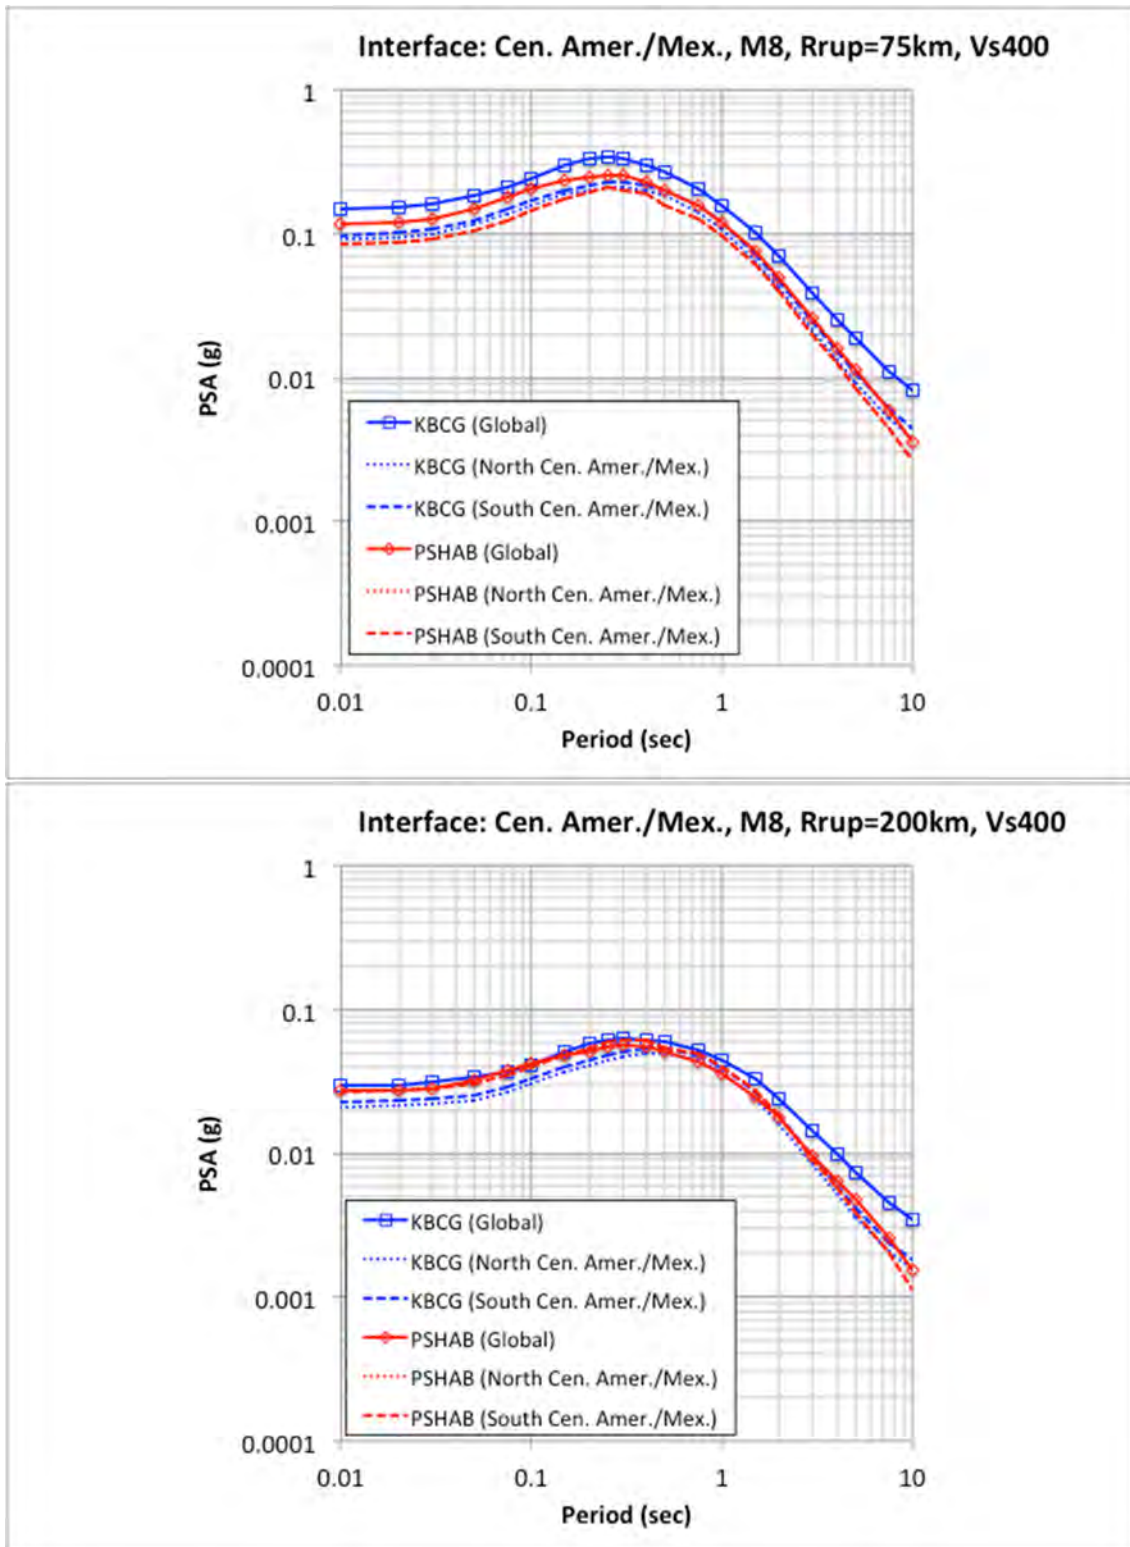 Interface: Cen. Amer./Mex., M8, Rrup=75km, Vs400
1
0.1
0.01
0.001
0.0001
PSA (g)
KBCG (Global)
KBCG (North Cen. Amer./Mex.)
KBCG (South Cen. Amer./Mex.)
PSHAB (Global)
PSHAB (North Cen. Amer./Mex.)
PSHAB (South Cen. Amer./Mex.)
0.01 0.1 1 10
Period (sec)
Interface: Cen. Amer./Mex., M8, Rrup=200km, Vs400
1
0.1
0.01
0.001
0.0001
PSA (g)
KBCG (Global)
KBCG (North Cen. Amer./Mex.)
KBCG (South Cen. Amer./Mex.)
PSHAB (Global)
PSHAB (North Cen. Amer./Mex.)
PSHAB (South Cen. Amer./Mex.)
0.01 0.1 1 10
Period (sec)